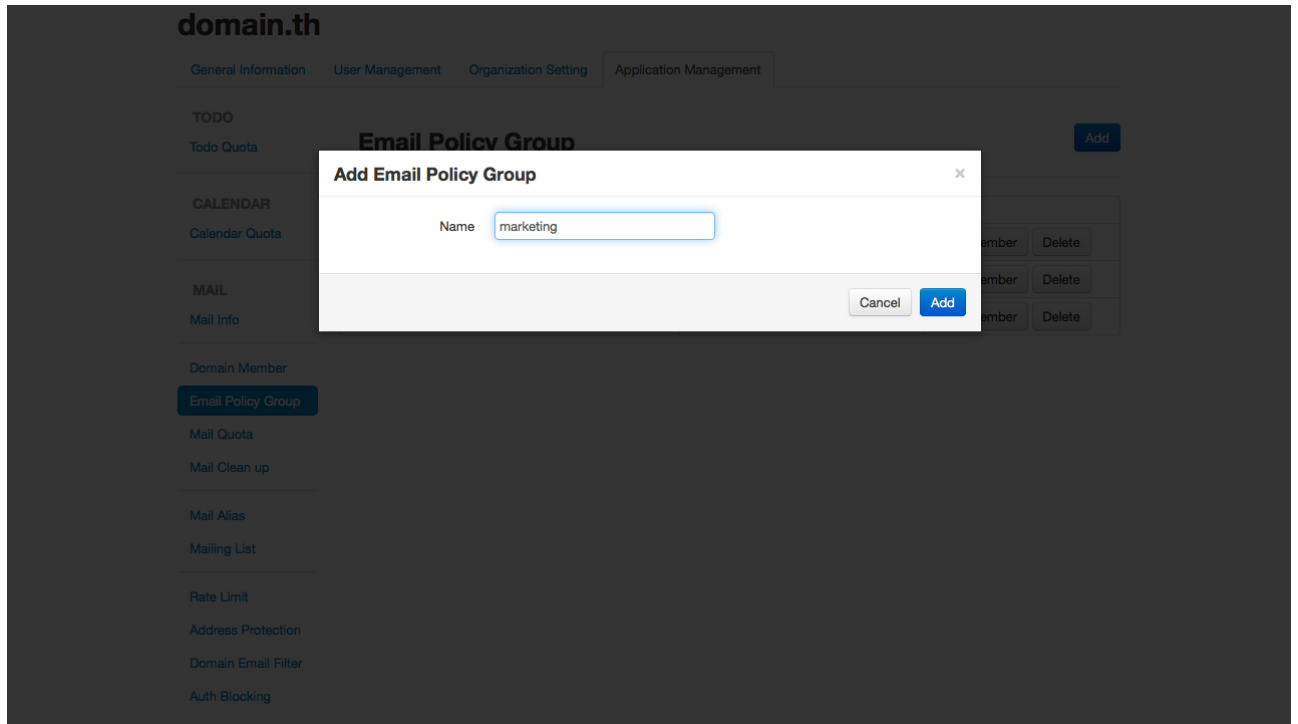 domain.th
General Information User Management Organization Setting Application Management
TODO
Todo Quota
Email Policy Group
Add
Add Email Policy Group ×
Name marketing
Cancel Add
CALENDAR
Calendar Quota
Delete
Delete
Delete
MAIL
Mail Info
Domain Member
Email Policy Group
Mail Quota
Mail Clean up
Mail Alias
Mailing List
Rate Limit
Address Protection
Domain Email Filter
Auth Blocking